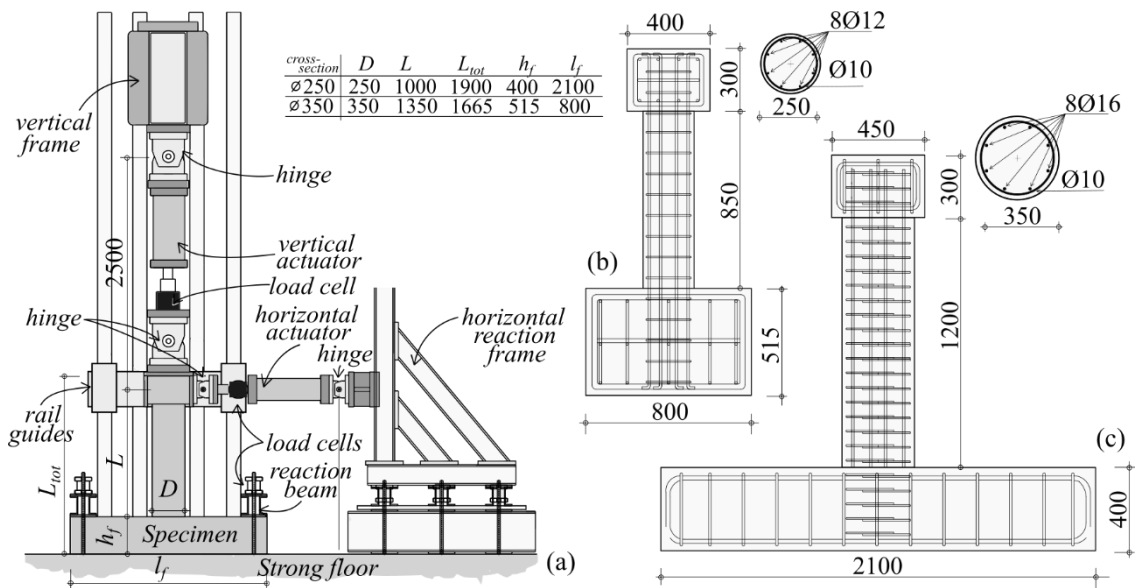 cross-section D L L_tot h_f l_f
ø250 250 1000 1900 400 2100
ø350 350 1350 1665 515 800
vertical
frame
hinge
2500
vertical
actuator
load cell
hinge
horizontal
actuator
hinge
horizontal
reaction
frame
rail
guides
load cells
reaction
beam
L_tot
L
D
h_f
Specimen
l_f
Strong floor
(a)
400
300
850
515
800
(b)
8Ø12
Ø10
250
450
300
1200
400
2100
(c)
8Ø16
Ø10
350